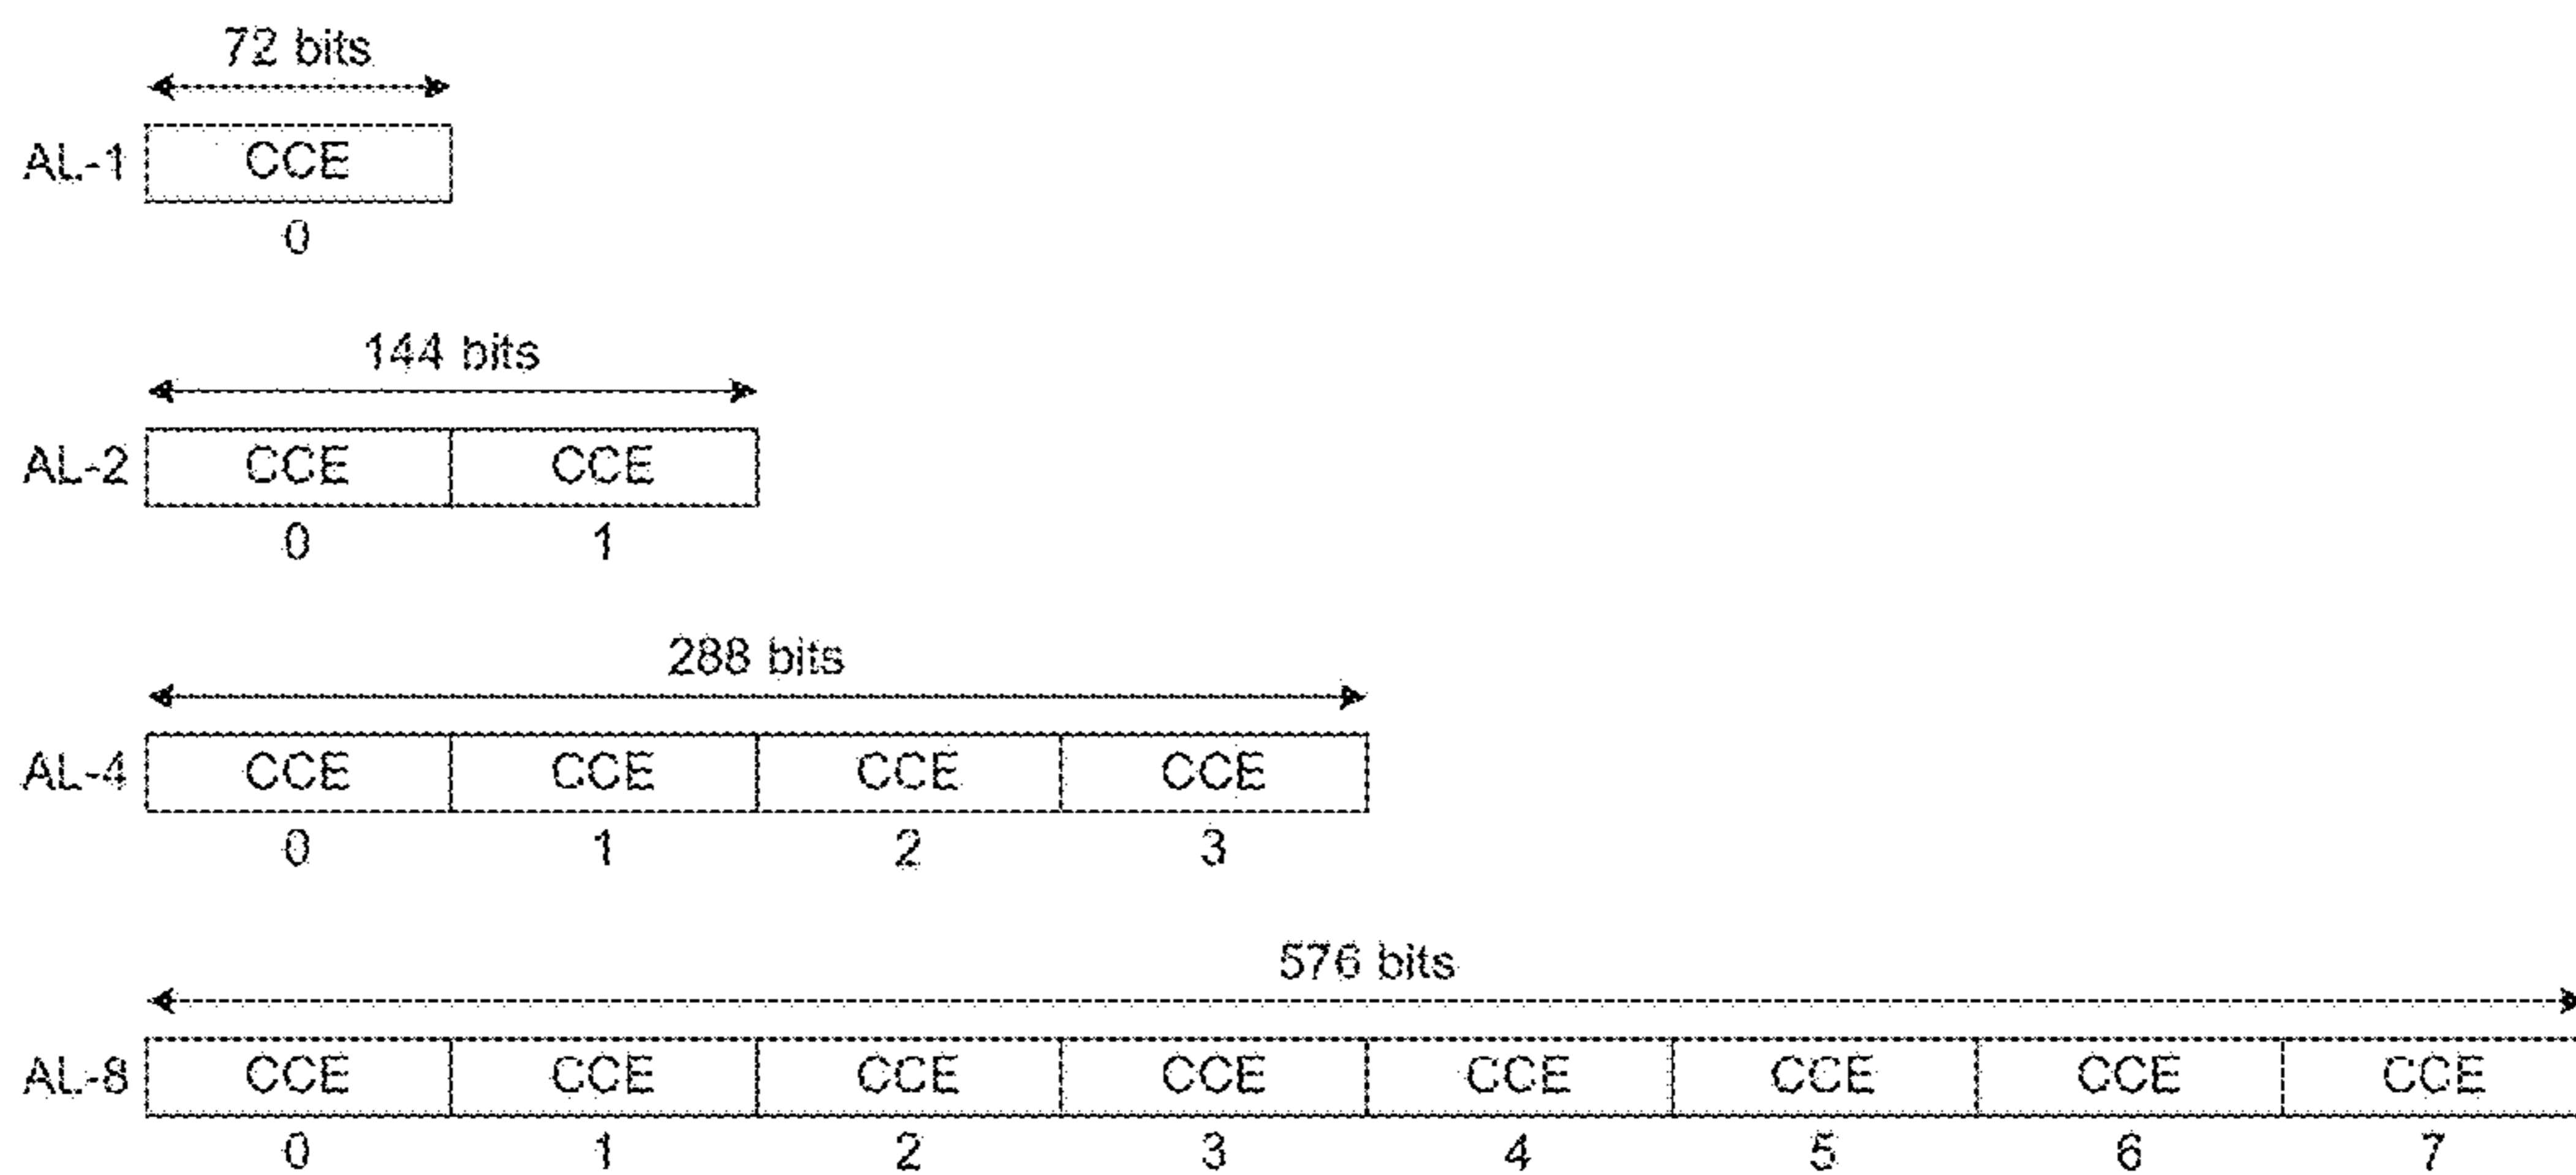 72 bits
AL-1 CCE
0
144 bits
AL-2 CCE CCE
0 1
288 bits
AL-4 CCE CCE CCE CCE
0 1 2 3
576 bits
AL-8 CCE CCE CCE CCE CCE CCE CCE CCE
0 1 2 3 4 5 6 7